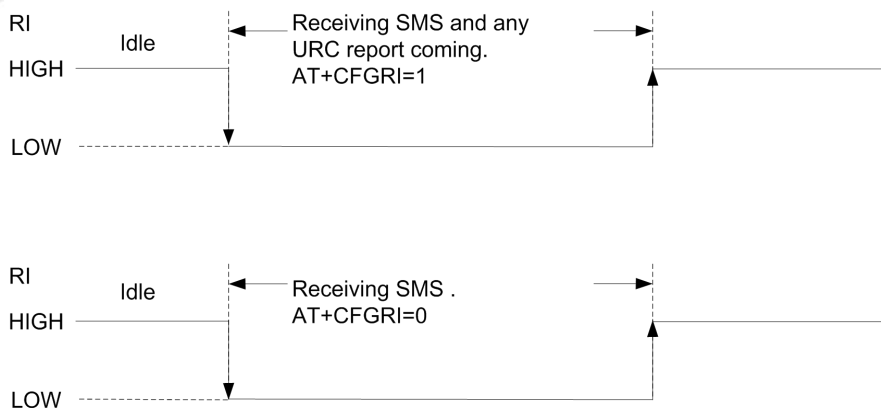 RI
Idle
Receiving SMS and any
URC report coming.
HIGH
AT+CFGRI=1
LOW
RI
Idle
Receiving SMS .
HIGH
AT+CFGRI=0
LOW